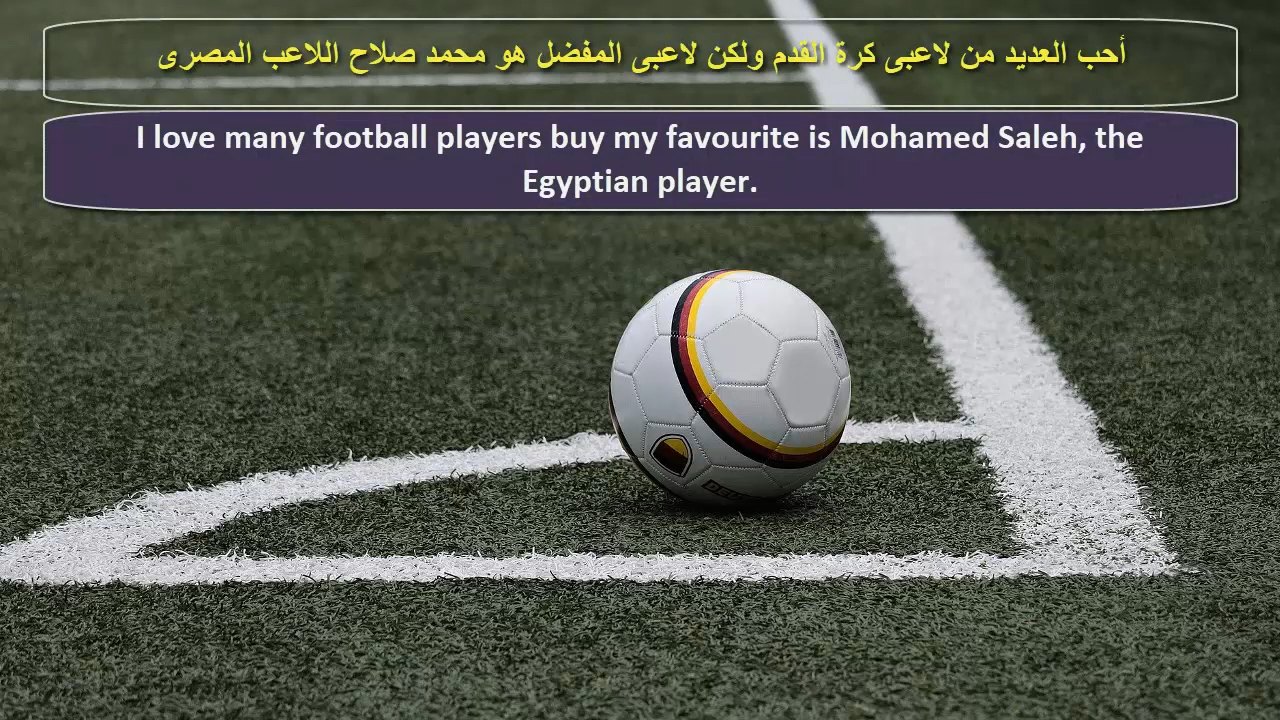 أحب العديد من لاعبى كرة القدم ولكن لاعبى المفضل هو محمد صلاح اللاعب المصرى
I love many football players buy my favourite is Mohamed Saleh, the
Egyptian player.